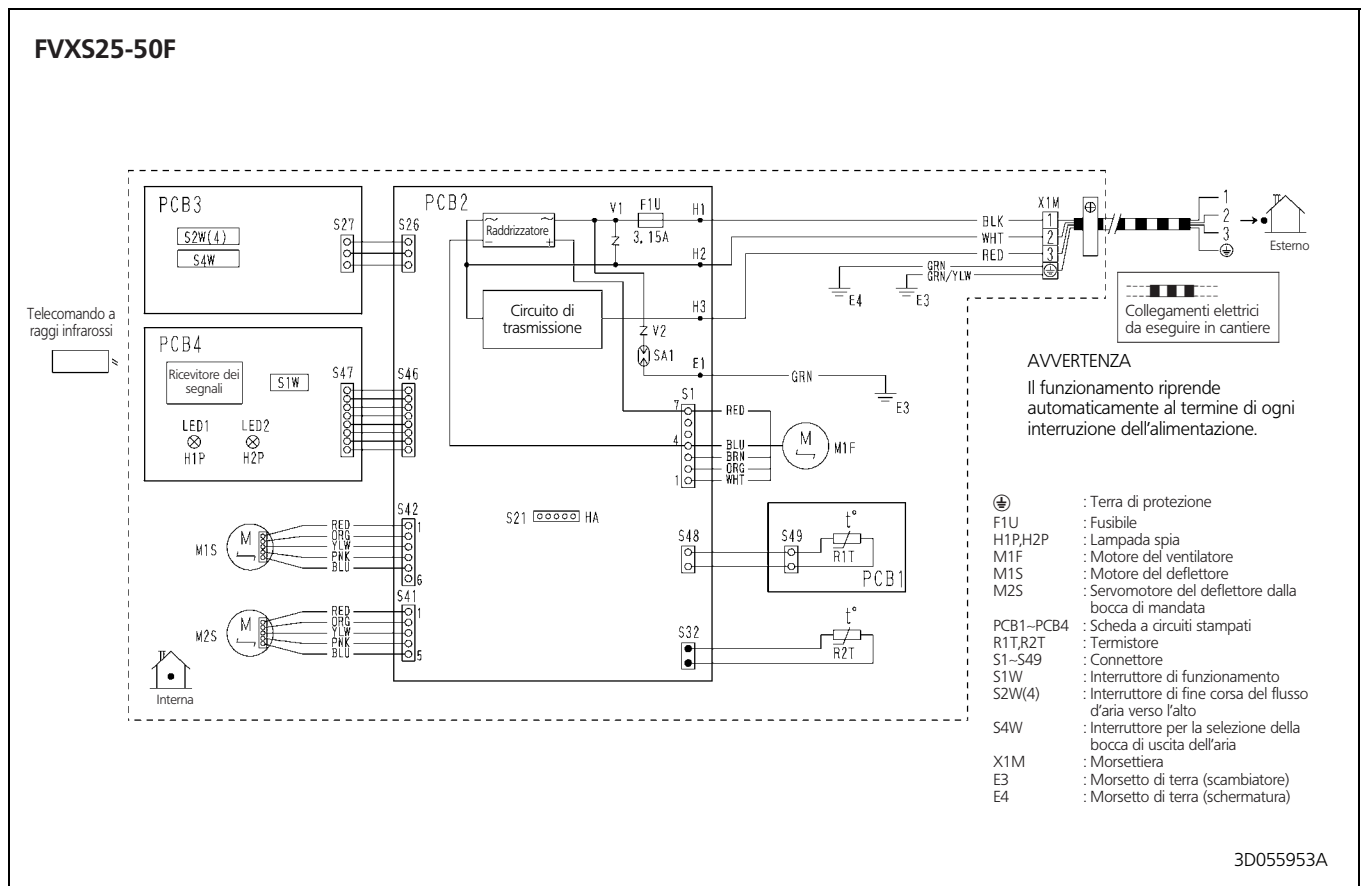 FVXS25-50F
PCB3
S2W(4)
S4W
S27
S26
PCB2
Raddrizzatore
~
~
−
+
V1
F1U
3.15A
H1
H2
H3
Circuito di
trasmissione
V2
SA1
E1
GRN
E3
BLK
WHT
RED
GRN
GRN/YLW
E4
E3
X1M
1
2
3
1
2
3
Esterno
Collegamenti elettrici
da eseguire in cantiere
Telecomando a
raggi infrarossi
PCB4
Ricevitore dei
segnali
S1W
LED1
H1P
LED2
H2P
S47
S46
S1
7
4
1
RED
BLU
BRN
ORG
WHT
M
M1F
AVVERTENZA
Il funzionamento riprende
automaticamente al termine di ogni
interruzione dell'alimentazione.
M1S
M
RED
ORG
YLW
PNK
BLU
S42
1
6
S21
HA
S48
S49
t°
R1T
PCB1
M2S
M
RED
ORG
YLW
PNK
BLU
S41
1
5
S32
t°
R2T
Interna
: Terra di protezione
F1U : Fusibile
H1P,H2P : Lampada spia
M1F : Motore del ventilatore
M1S : Motore del deflettore
M2S : Servomotore del deflettore dalla
bocca di mandata
PCB1~PCB4 : Scheda a circuiti stampati
R1T,R2T : Termistore
S1~S49 : Connettore
S1W : Interruttore di funzionamento
S2W(4) : Interruttore di fine corsa del flusso
d'aria verso l'alto
S4W : Interruttore per la selezione della
bocca di uscita dell'aria
X1M : Morsettiera
E3 : Morsetto di terra (scambiatore)
E4 : Morsetto di terra (schermatura)
3D055953A